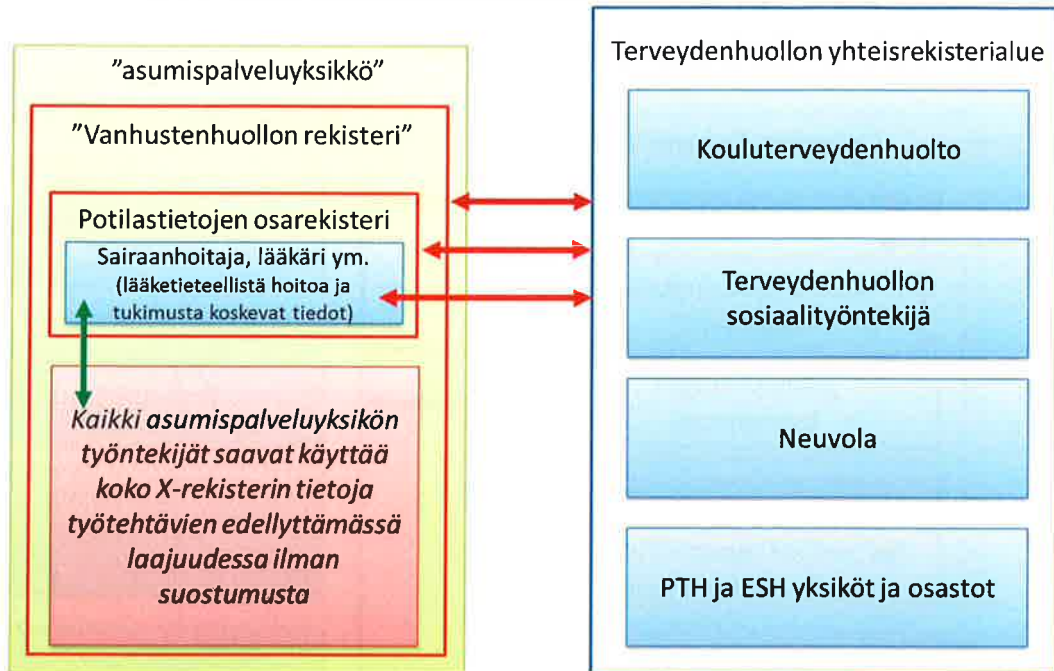 "asumispalveluyksikkö"
"Vanhustenhuollon rekisteri"
Potilastietojen osarekisteri
Sairaanhoitaja, lääkäri ym.
(lääketieteellistä hoitoa ja
tukimusta koskevat tiedot)
Kaikki asumispalveluyksikön
työntekijät saavat käyttää
koko X-rekisterin tietoja
työtehtävien edellyttämässä
laajuudessa ilman
suostumusta
Terveydenhuollon yhteisrekisterialue
Kouluterveydenhuolto
Terveydenhuollon
sosiaalityöntekijä
Neuvola
PTH ja ESH yksiköt ja osastot